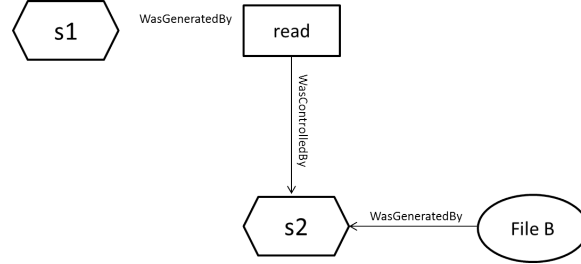 s1
WasGeneratedBy
read
WasControlledBy
s2
WasGeneratedBy
File B